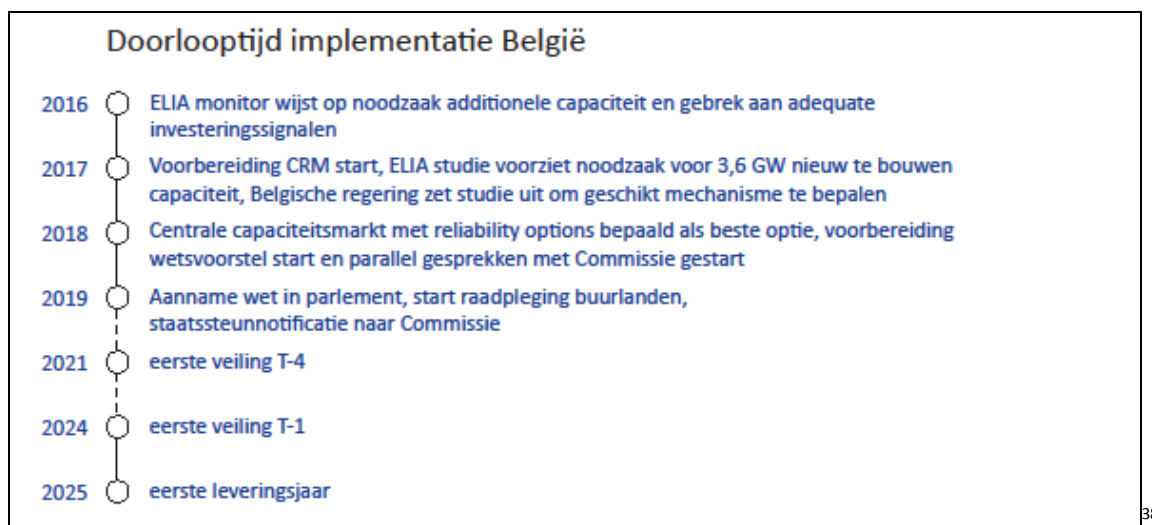 Doorlooptijd implementatie België
2016 ELIA monitor wijst op noodzaak additionele capaciteit en gebrek aan adequate
investeringssignalen
2017 Voorbereiding CRM start, ELIA studie voorziet noodzaak voor 3,6 GW nieuw te bouwen
capaciteit, Belgische regering zet studie uit om geschikt mechanisme te bepalen
2018 Centrale capaciteitsmarkt met reliability options bepaald als beste optie, voorbereiding
wetsvoorstel start en parallel gesprekken met Commissie gestart
2019 Aanname wet in parlement, start raadpleging buurlanden,
staatssteunnotificatie naar Commissie
2021 eerste veiling T-4
2024 eerste veiling T-1
2025 eerste leveringsjaar